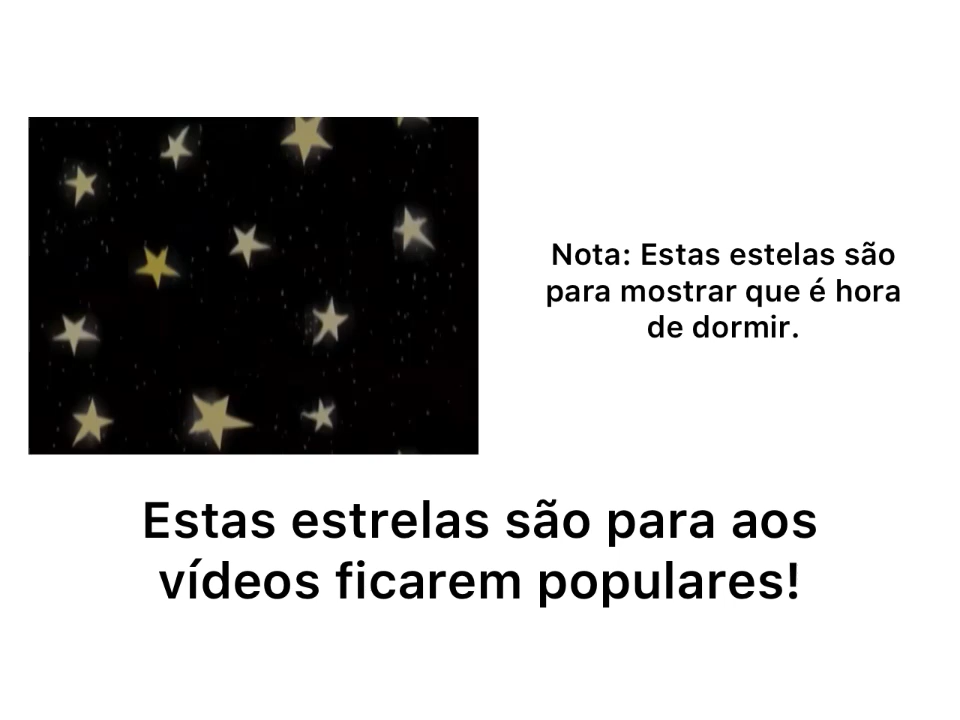 Nota: Estas estelas são
para mostrar que é hora
de dormir.
Estas estrelas são para aos
vídeos ficarem populares!